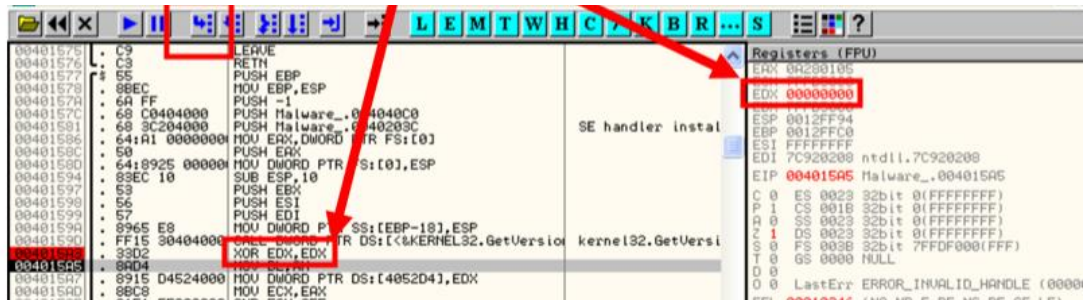 L E M T W H C / K B R ... S ?
Registers (FPU)
00401575 . C9 LEAVE
00401576 . C3 RETN
00401577 $ 55 PUSH EBP
00401578 . 8BEC MOV EBP,ESP
0040157A . 6A FF PUSH -1
0040157C . 68 C0404000 PUSH Malware_.004040C0
00401581 . 68 3C204000 PUSH Malware_.0040203C SE handler instal
00401586 . 64:A1 0000000 MOV EAX,DWORD PTR FS:[0]
0040158C . 50 PUSH EAX
0040158D . 64:8925 00000 MOV DWORD PTR FS:[0],ESP
00401594 . 83EC 10 SUB ESP,10
00401597 . 53 PUSH EBX
00401598 . 56 PUSH ESI
00401599 . 57 PUSH EDI
0040159A . 8965 E8 MOV DWORD PTR SS:[EBP-18],ESP
0040159D . FF15 30404000 CALL DWORD PTR DS:[<&KERNEL32.GetVersio kernel32.GetVersi
004015A3 . 33D2 XOR EDX,EDX
004015A5 . 8AD4 MOV DL,AH
004015A7 . 8915 D4524000 MOV DWORD PTR DS:[4052D4],EDX
004015AD . 8BC8 MOV ECX,EAX
EAX 0A280105
EDX 00000000
ESP 0012FF94
EBP 0012FFC0
ESI FFFFFFFF
EDI 7C920208 ntdll.7C920208
EIP 004015A5 Malware_.004015A5
C 0 ES 0023 32bit 0(FFFFFFFF)
P 1 CS 001B 32bit 0(FFFFFFFF)
A 0 SS 0023 32bit 0(FFFFFFFF)
Z 1 DS 0023 32bit 0(FFFFFFFF)
S 0 FS 003B 32bit 7FFDF000(FFF)
T 0 GS 0000 NULL
D 0
O 0 LastErr ERROR_INVALID_HANDLE (0000